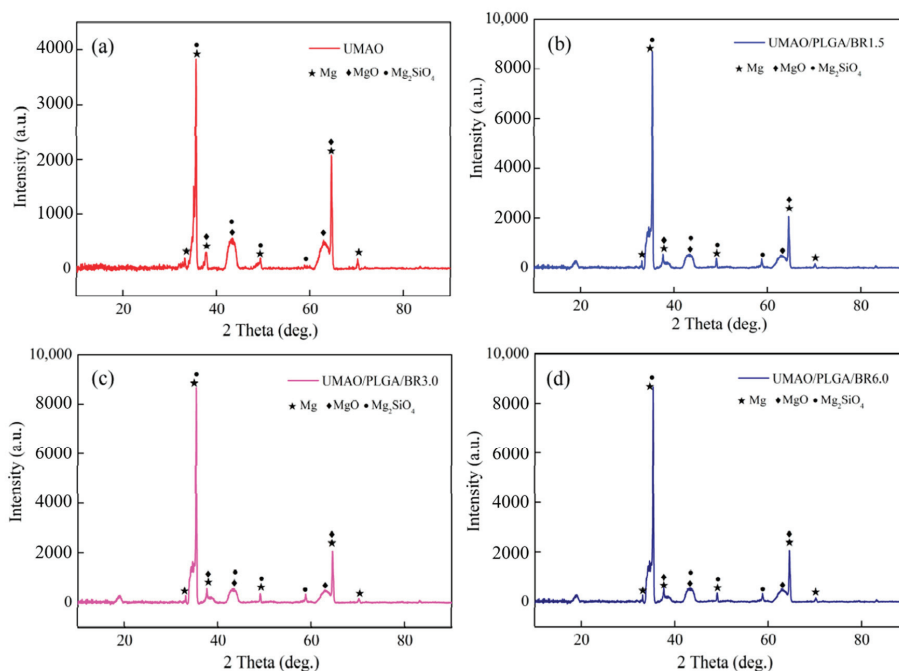 (a)
UMAO
★Mg ♦MgO ●Mg₂SiO₄
4000
3000
2000
1000
0
Intensity (a.u.)
20 40 60 80
2 Theta (deg.)
(b)
UMAO/PLGA/BR1.5
★Mg ♦MgO ●Mg₂SiO₄
10,000
8000
6000
4000
2000
0
Intensity (a.u.)
20 40 60 80
2 Theta (deg.)
(c)
UMAO/PLGA/BR3.0
★Mg ♦MgO ●Mg₂SiO₄
10,000
8000
6000
4000
2000
0
Intensity (a.u.)
20 40 60 80
2 Theta (deg.)
(d)
UMAO/PLGA/BR6.0
★Mg ♦MgO ●Mg₂SiO₄
10,000
8000
6000
4000
2000
0
Intensity (a.u.)
20 40 60 80
2 Theta (deg.)